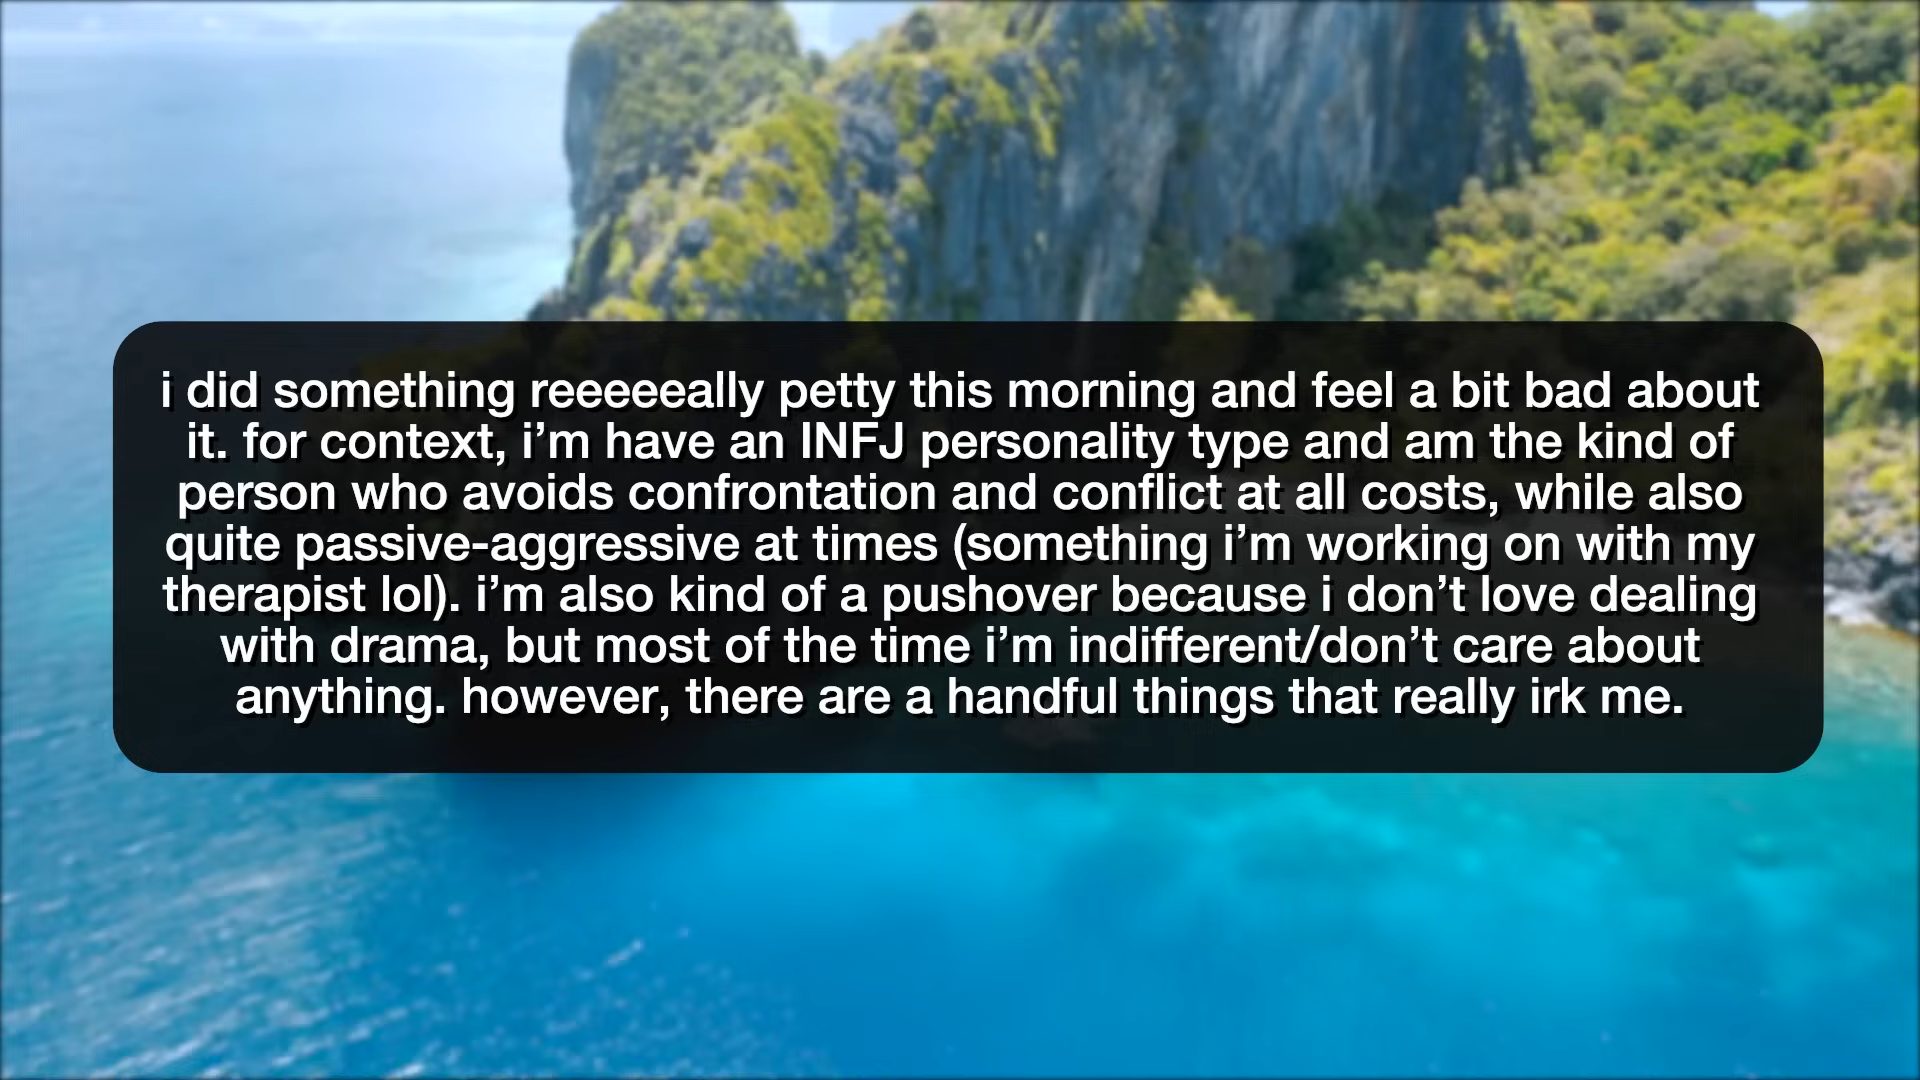 i did something reeeeeally petty this morning and feel a bit bad about
it. for context, i’m have an INFJ personality type and am the kind of
person who avoids confrontation and conflict at all costs, while also
quite passive-aggressive at times (something i’m working on with my
therapist lol). i’m also kind of a pushover because i don’t love dealing
with drama, but most of the time i’m indifferent/don’t care about
anything. however, there are a handful things that really irk me.